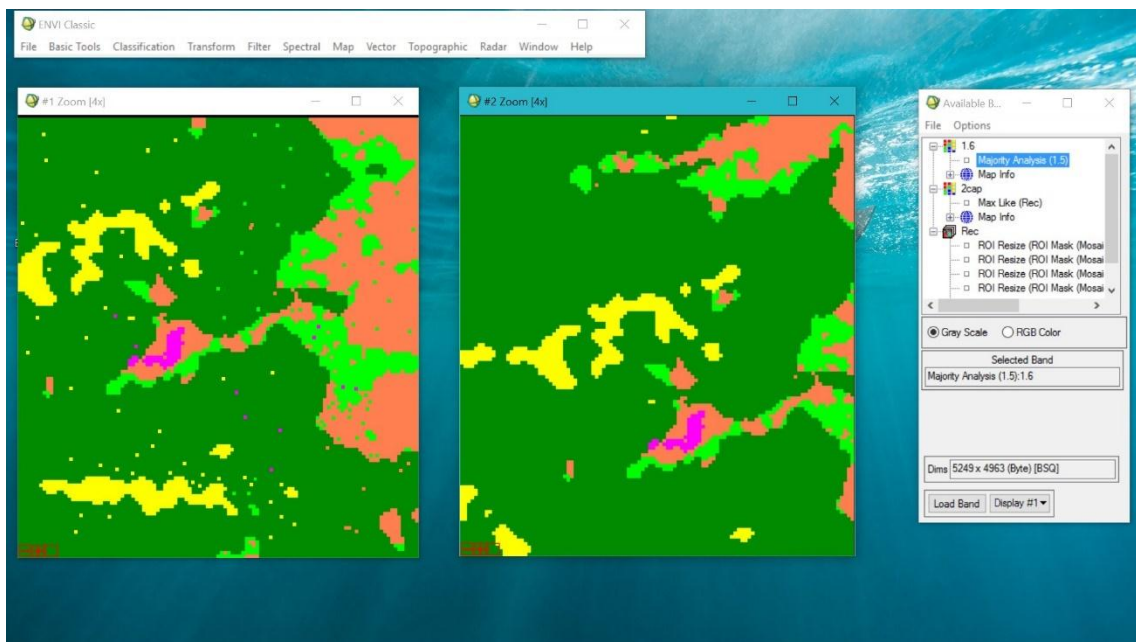 ENVI Classic
File Basic Tools Classification Transform Filter Spectral Map Vector Topographic Radar Window Help
#1 Zoom [4x]
#2 Zoom [4x]
Available B...
File Options
1.6
Majority Analysis (1.5)
Map Info
2cap
Max Like (Rec)
Map Info
Rec
ROI Resize (ROI Mask (Mosai
ROI Resize (ROI Mask (Mosai
ROI Resize (ROI Mask (Mosai
ROI Resize (ROI Mask (Mosai
Gray Scale RGB Color
Selected Band
Majority Analysis (1.5):1.6
Dims 5249 x 4963 (Byte) [BSQ]
Load Band Display #1